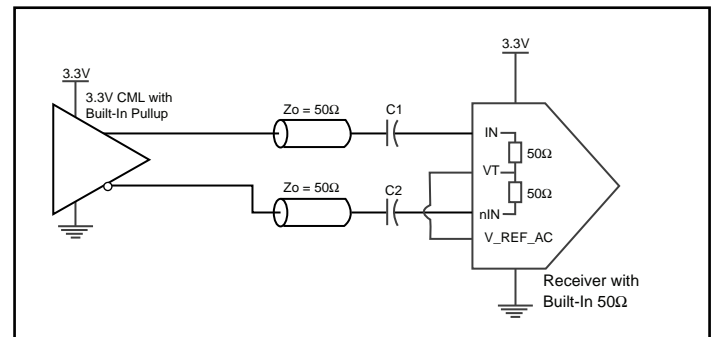 3.3V
3.3V
3.3V CML with
Built-In Pullup
Zo = 50Ω
C1
IN
50Ω
VT
Zo = 50Ω
C2
50Ω
nIN
V_REF_AC
Receiver with
Built-In 50Ω